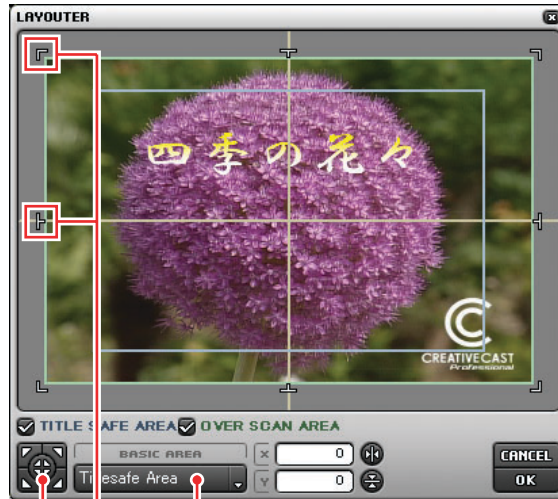 LAYOUTER
四季の花々
CREATIVECAST
Professional
TITLE SAFE AREA
OVER SCAN AREA
BASIC AREA
X
0
CANCEL
Titlesafe Area
Y
0
OK